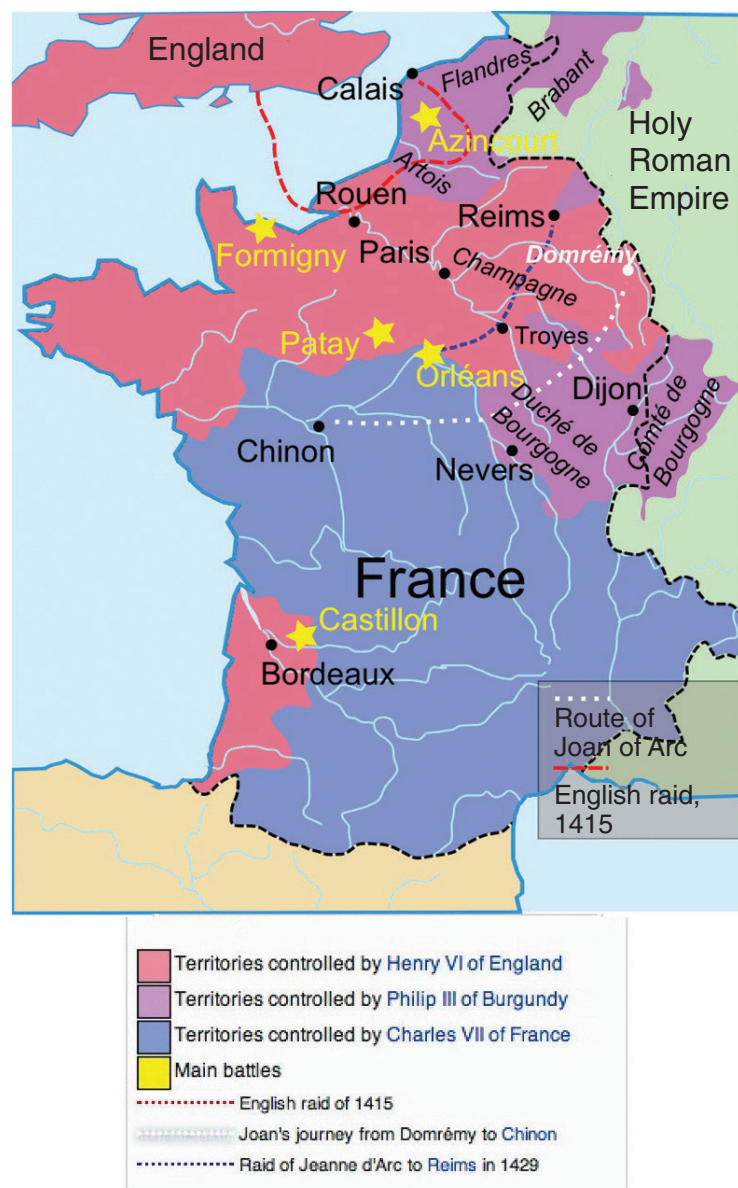 England
Calais
Flandres
Brabant
Azincourt
Holy
Roman
Empire
Artois
Rouen
Reims
Formigny
Paris
Domrémy
Champagne
Patay
Troyes
Orléans
Dijon
Chinon
Duché de
Bourgogne
Comté de
Bourgogne
Nevers
France
Castillon
Bordeaux
Route of
Joan of Arc
English raid,
1415
Territories controlled by Henry VI of England
Territories controlled by Philip III of Burgundy
Territories controlled by Charles VII of France
Main battles
English raid of 1415
Joan's journey from Domrémy to Chinon
Raid of Jeanne d'Arc to Reims in 1429